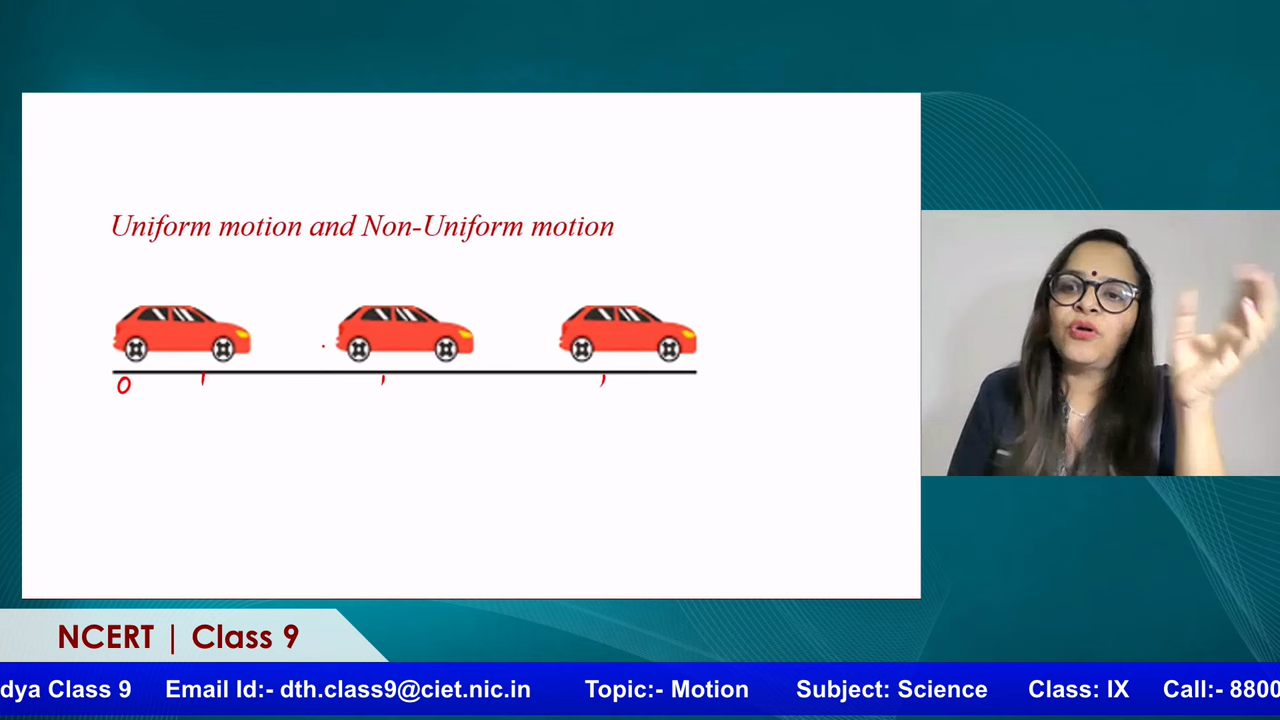 Uniform motion and Non-Uniform motion
0
NCERT | Class 9
dya Class 9 Email Id:- dth.class9@ciet.nic.in Topic:- Motion Subject: Science Class: IX Call:- 8800